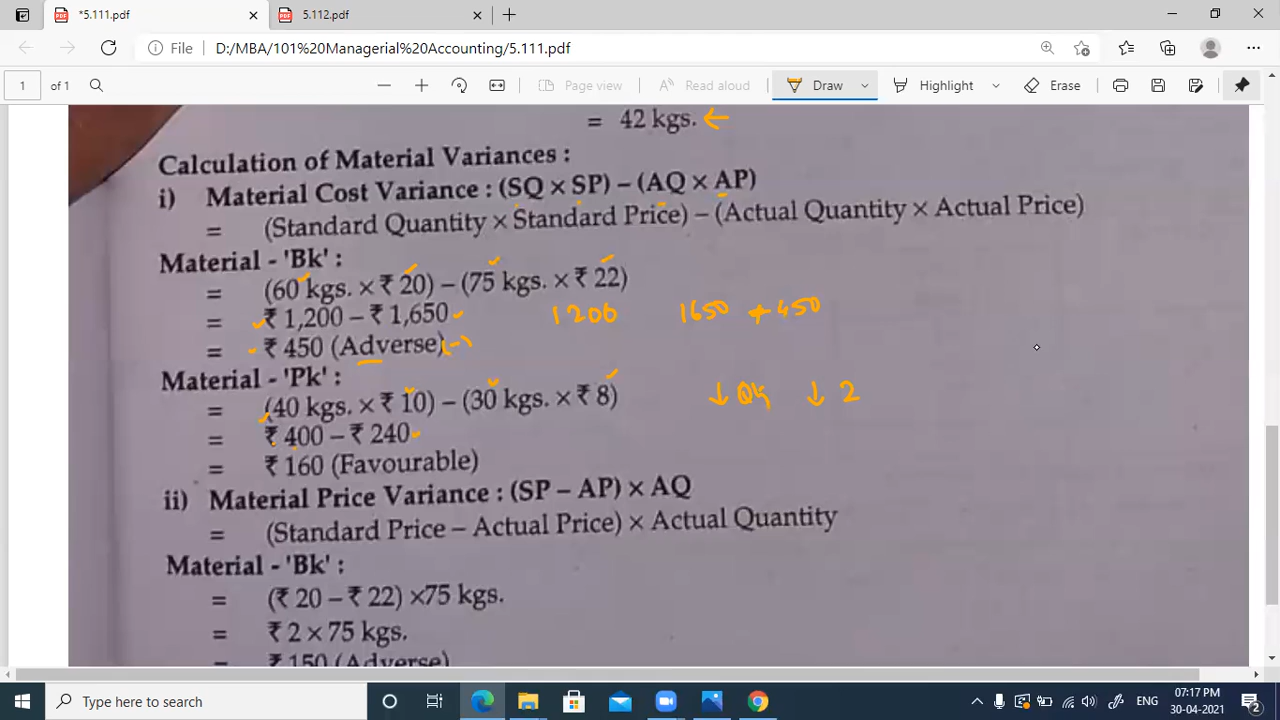 *5.111.pdf
5.112.pdf
File D:/MBA/101%20Managerial%20Accounting/5.111.pdf
1 of 1 Page view Read aloud Draw Highlight Erase
= 42 kgs. ←
Calculation of Material Variances :
i) Material Cost Variance : (SQ × SP) – (AQ × AP)
= (Standard Quantity × Standard Price) – (Actual Quantity × Actual Price)
Material - 'Bk' :
= (60 kgs. × ₹ 20) – (75 kgs. × ₹ 22)
= ₹ 1,200 – ₹ 1,650 1200 1650 450
= ₹ 450 (Adverse) (-)
Material - 'Pk' :
= (40 kgs. × ₹ 10) – (30 kgs. × ₹ 8) ↓ ↓ 2
= ₹ 400 – ₹ 240
= ₹ 160 (Favourable)
ii) Material Price Variance : (SP – AP) × AQ
= (Standard Price – Actual Price) × Actual Quantity
Material - 'Bk' :
= (₹ 20 – ₹ 22) ×75 kgs.
= ₹ 2 × 75 kgs.
= ₹ 150 (Adverse)
Type here to search
ENG
07:17 PM
30-04-2021
2